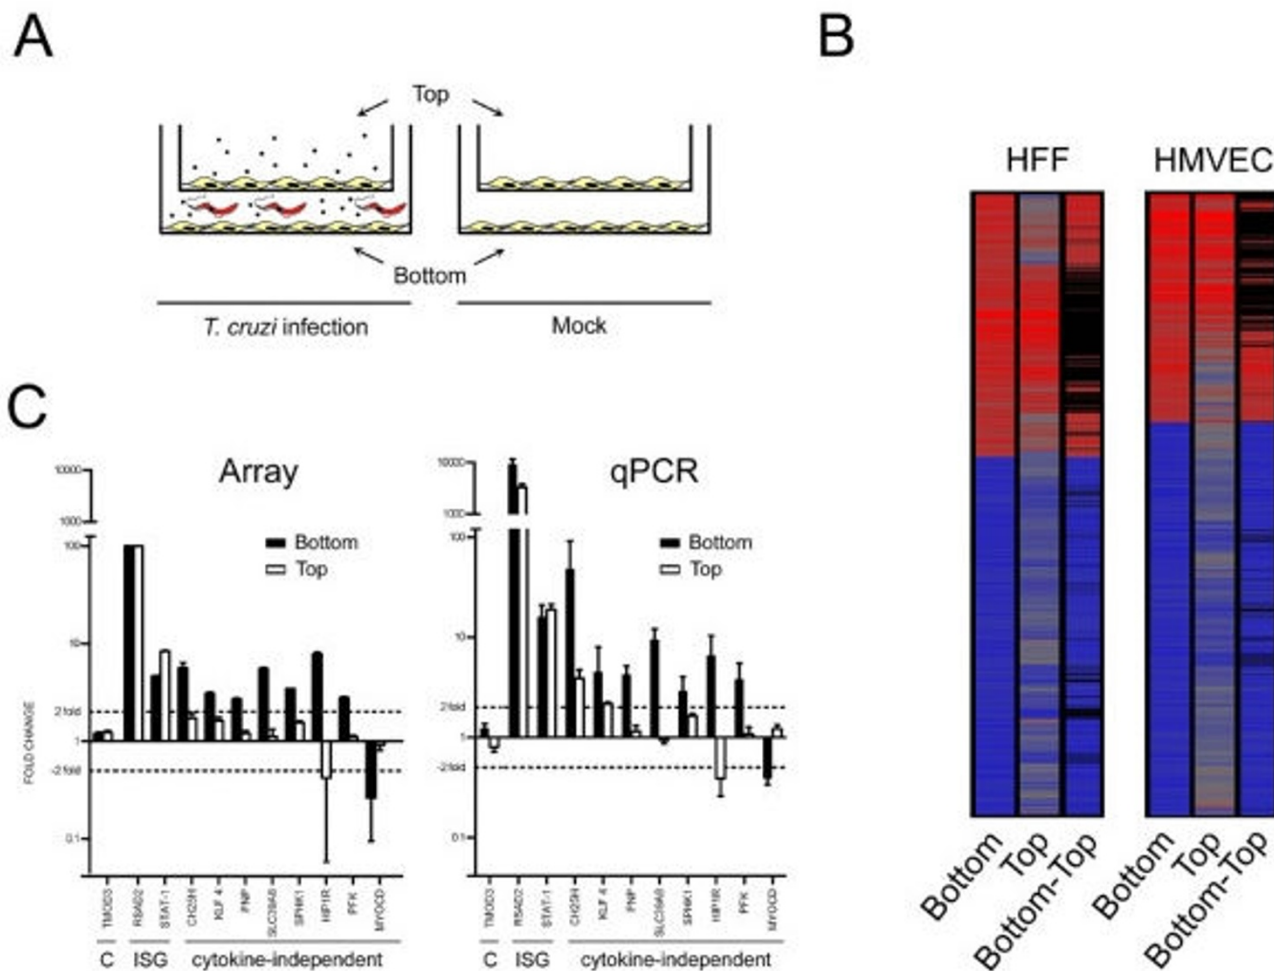 A
Top
Bottom
T. cruzi infection
Mock
B
HFF
HMVEC
Bottom
Top
Bottom-Top
Bottom
Top
Bottom-Top
C
Array
10000
1000
100
10
2 fold
1
-2 fold
0.1
FOLD CHANGE
Bottom
Top
TMOD3
RSAD2
STAT-1
CH25H
KLF 4
PNP
SLC39A8
SPHK1
HIP1R
PFK
MYOCD
C
ISG
cytokine-independent
qPCR
10000
1000
100
10
2 fold
1
-2 fold
0.1
Bottom
Top
TMOD3
RSAD2
STAT-1
CH25H
KLF 4
PNP
SLC39A8
SPHK1
HIP1R
PFK
MYOCD
C
ISG
cytokine-independent